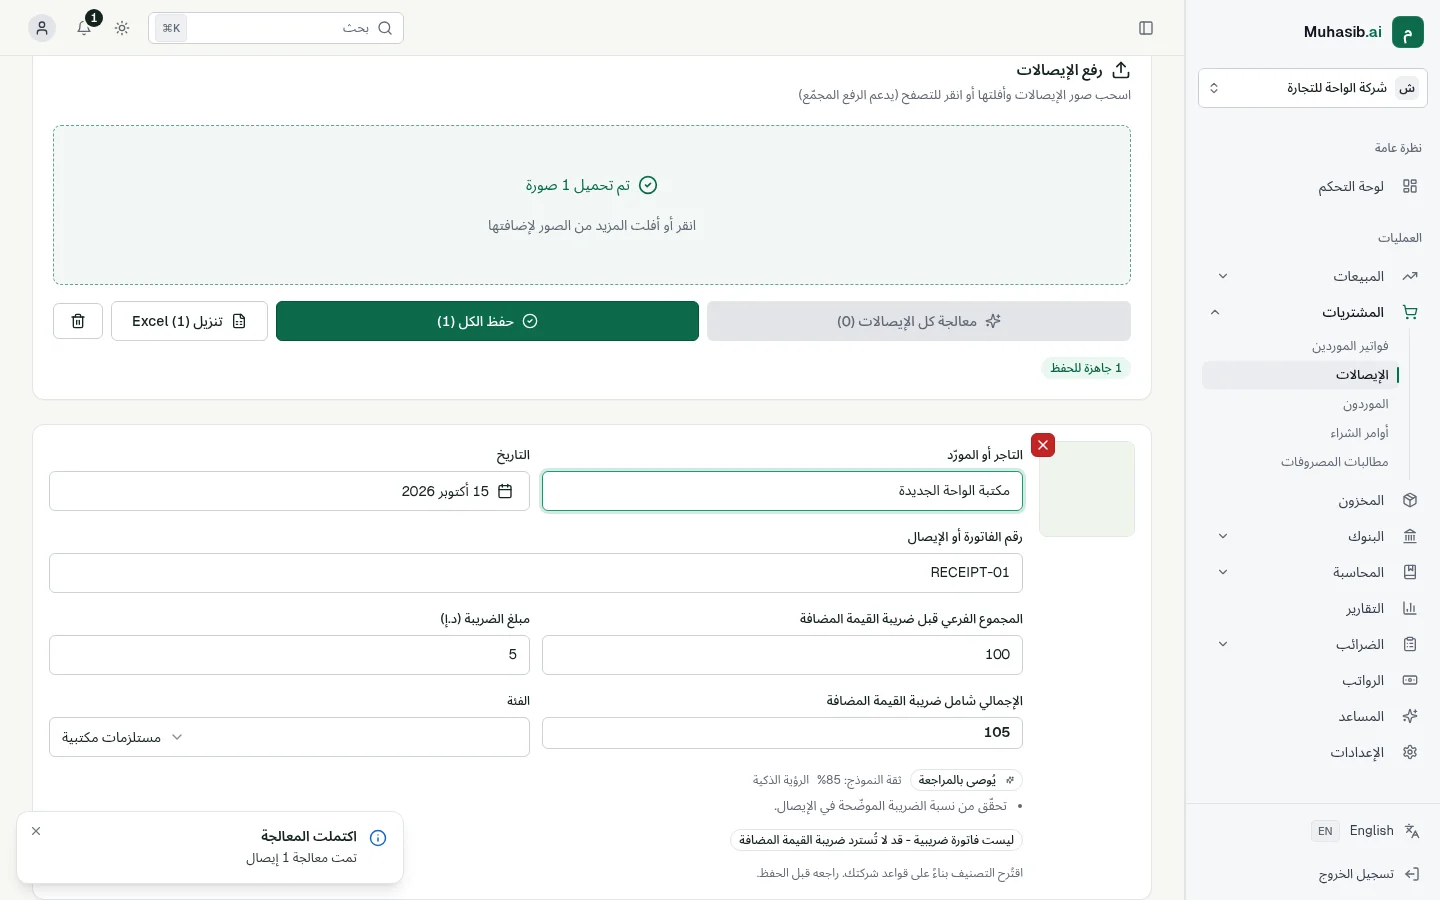 م
Muhasib.ai
ش
شركة الواحة للتجارة
نظرة عامة
لوحة التحكم
العمليات
المبيعات
المشتريات
فواتير الموردين
الإيصالات
الموردون
أوامر الشراء
مطالبات المصروفات
المخزون
البنوك
المحاسبة
التقارير
الضرائب
الرواتب
المساعد
الإعدادات
English
EN
تسجيل الخروج
بحث
⌘K
1
رفع الإيصالات
اسحب صور الإيصالات وأفلتها أو انقر للتصفح (يدعم الرفع المجمّع)
تم تحميل 1 صورة
انقر أو أفلت المزيد من الصور لإضافتها
معالجة كل الإيصالات (0)
حفظ الكل (1)
تنزيل Excel (1)
1 جاهزة للحفظ
التاجر أو المورّد
مكتبة الواحة الجديدة
التاريخ
15 أكتوبر 2026
رقم الفاتورة أو الإيصال
RECEIPT-01
المجموع الفرعي قبل ضريبة القيمة المضافة
100
مبلغ الضريبة (د.إ)
5
الإجمالي شامل ضريبة القيمة المضافة
105
الفئة
مستلزمات مكتبية
يُوصى بالمراجعة
ثقة النموذج: 85%
الرؤية الذكية
• تحقّق من نسبة الضريبة الموضّحة في الإيصال.
ليست فاتورة ضريبية - قد لا تُسترد ضريبة القيمة المضافة
اقتُرح التصنيف بناءً على قواعد شركتك. راجعه قبل الحفظ.
اكتملت المعالجة
تمت معالجة 1 إيصال